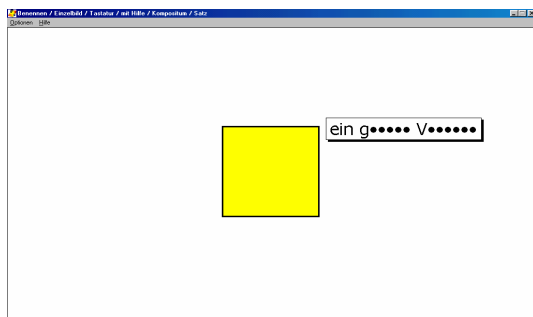 Benennen / Einzelbild / Tastatur / mit Hilfe / Kompositum / Satz
Optionen Hilfe
ein g●●●●● V●●●●●●